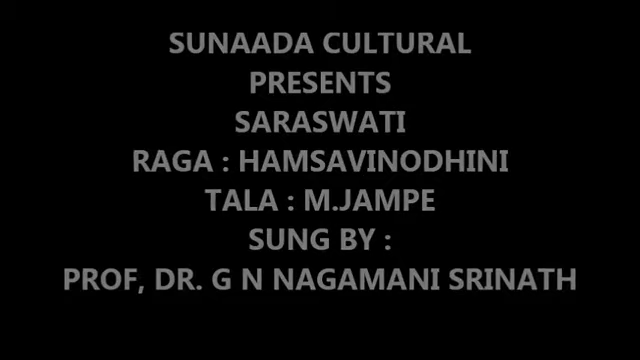 SUNAADA CULTURAL
PRESENTS
SARASWATI
RAGA : HAMSAVINODHINI
TALA : M.JAMPE
SUNG BY :
PROF, DR. G N NAGAMANI SRINATH